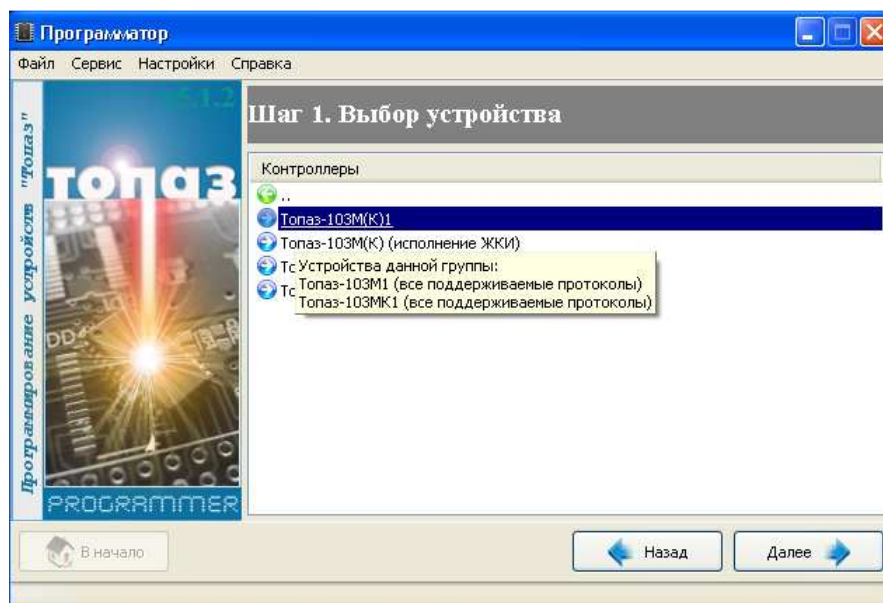 Программатор
Файл Сервис Настройки Справка
v5.1.2
Шаг 1. Выбор устройства
Программирование устройств "Топаз"
топаз
DD
PROGRAMMER
Контроллеры
..
Топаз-103М(К)1
Топаз-103М(К) (исполнение ЖКИ)
Устройства данной группы:
Топаз-103М1 (все поддерживаемые протоколы)
Топаз-103МК1 (все поддерживаемые протоколы)
В начало
Назад
Далее